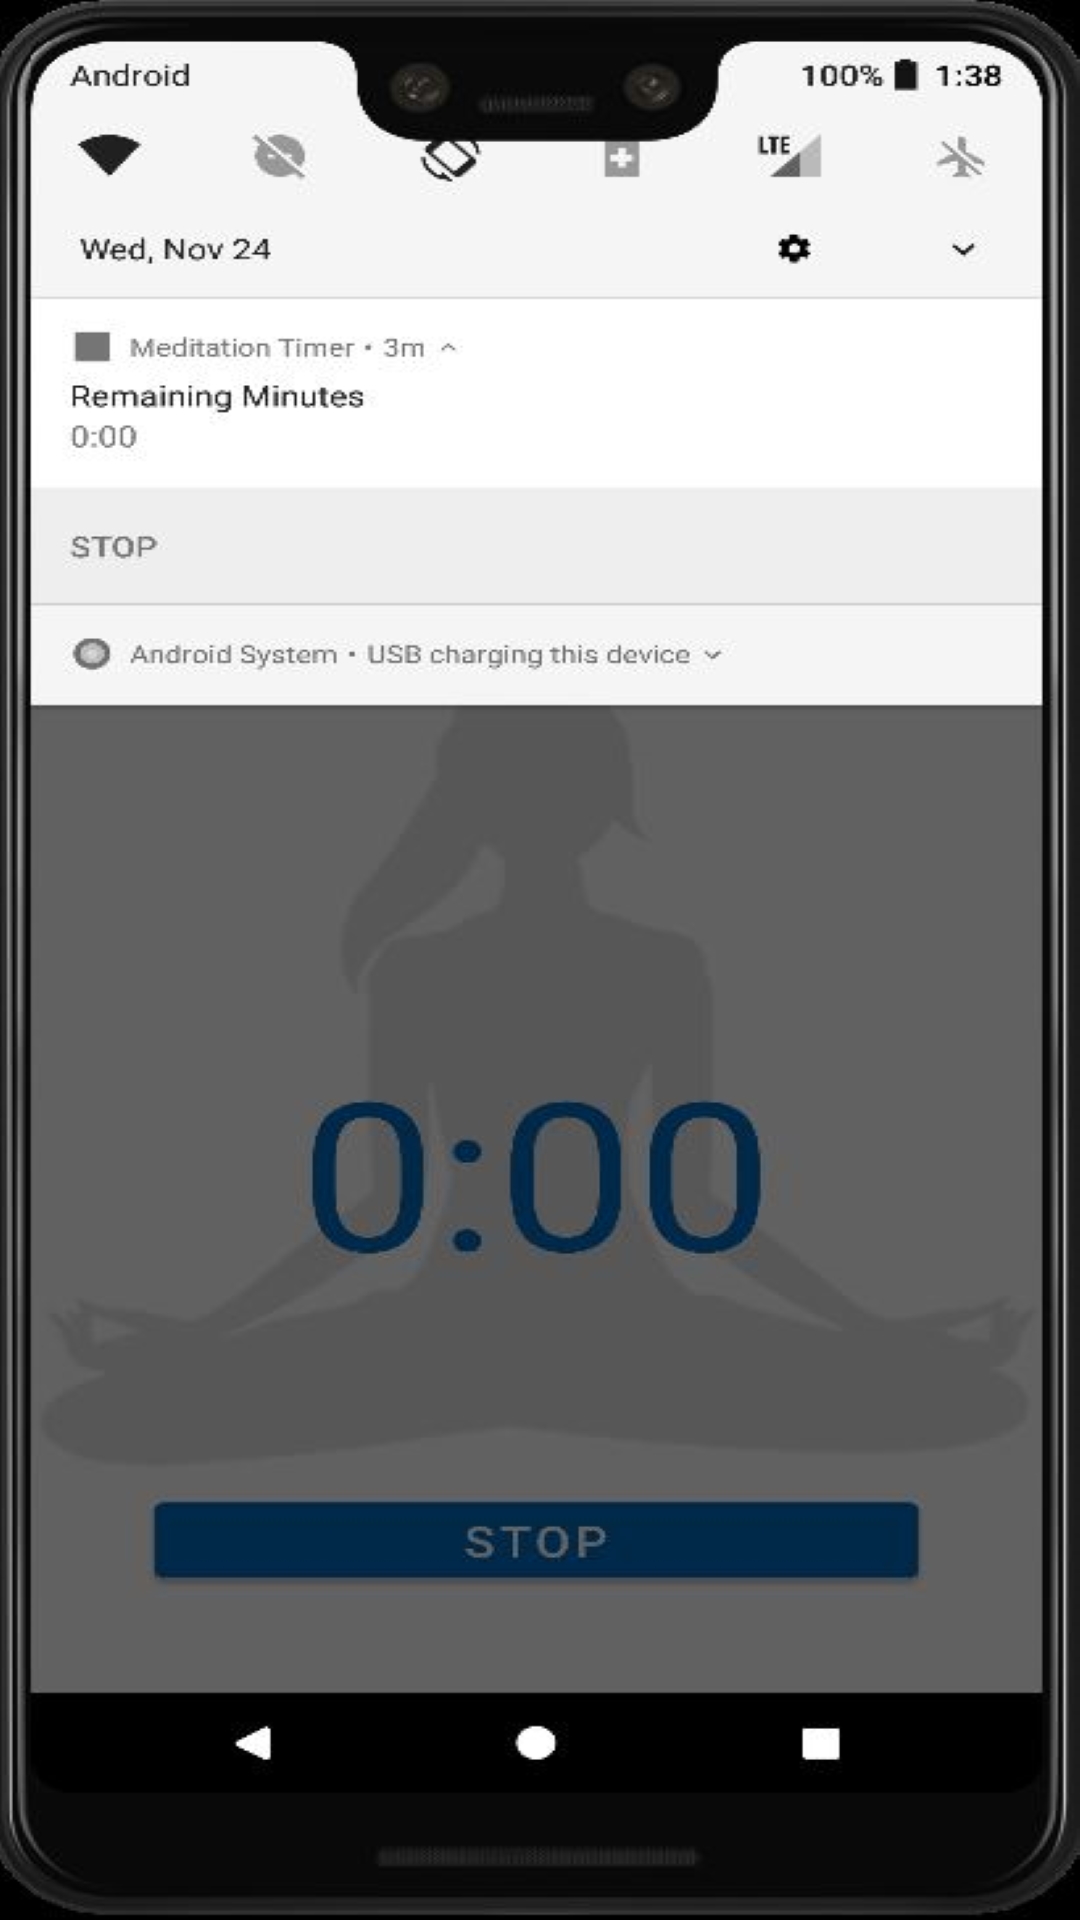 Android 100% 1:38
LTE
Wed, Nov 24
Meditation Timer • 3m
Remaining Minutes
0:00
STOP
Android System • USB charging this device
0:00
STOP